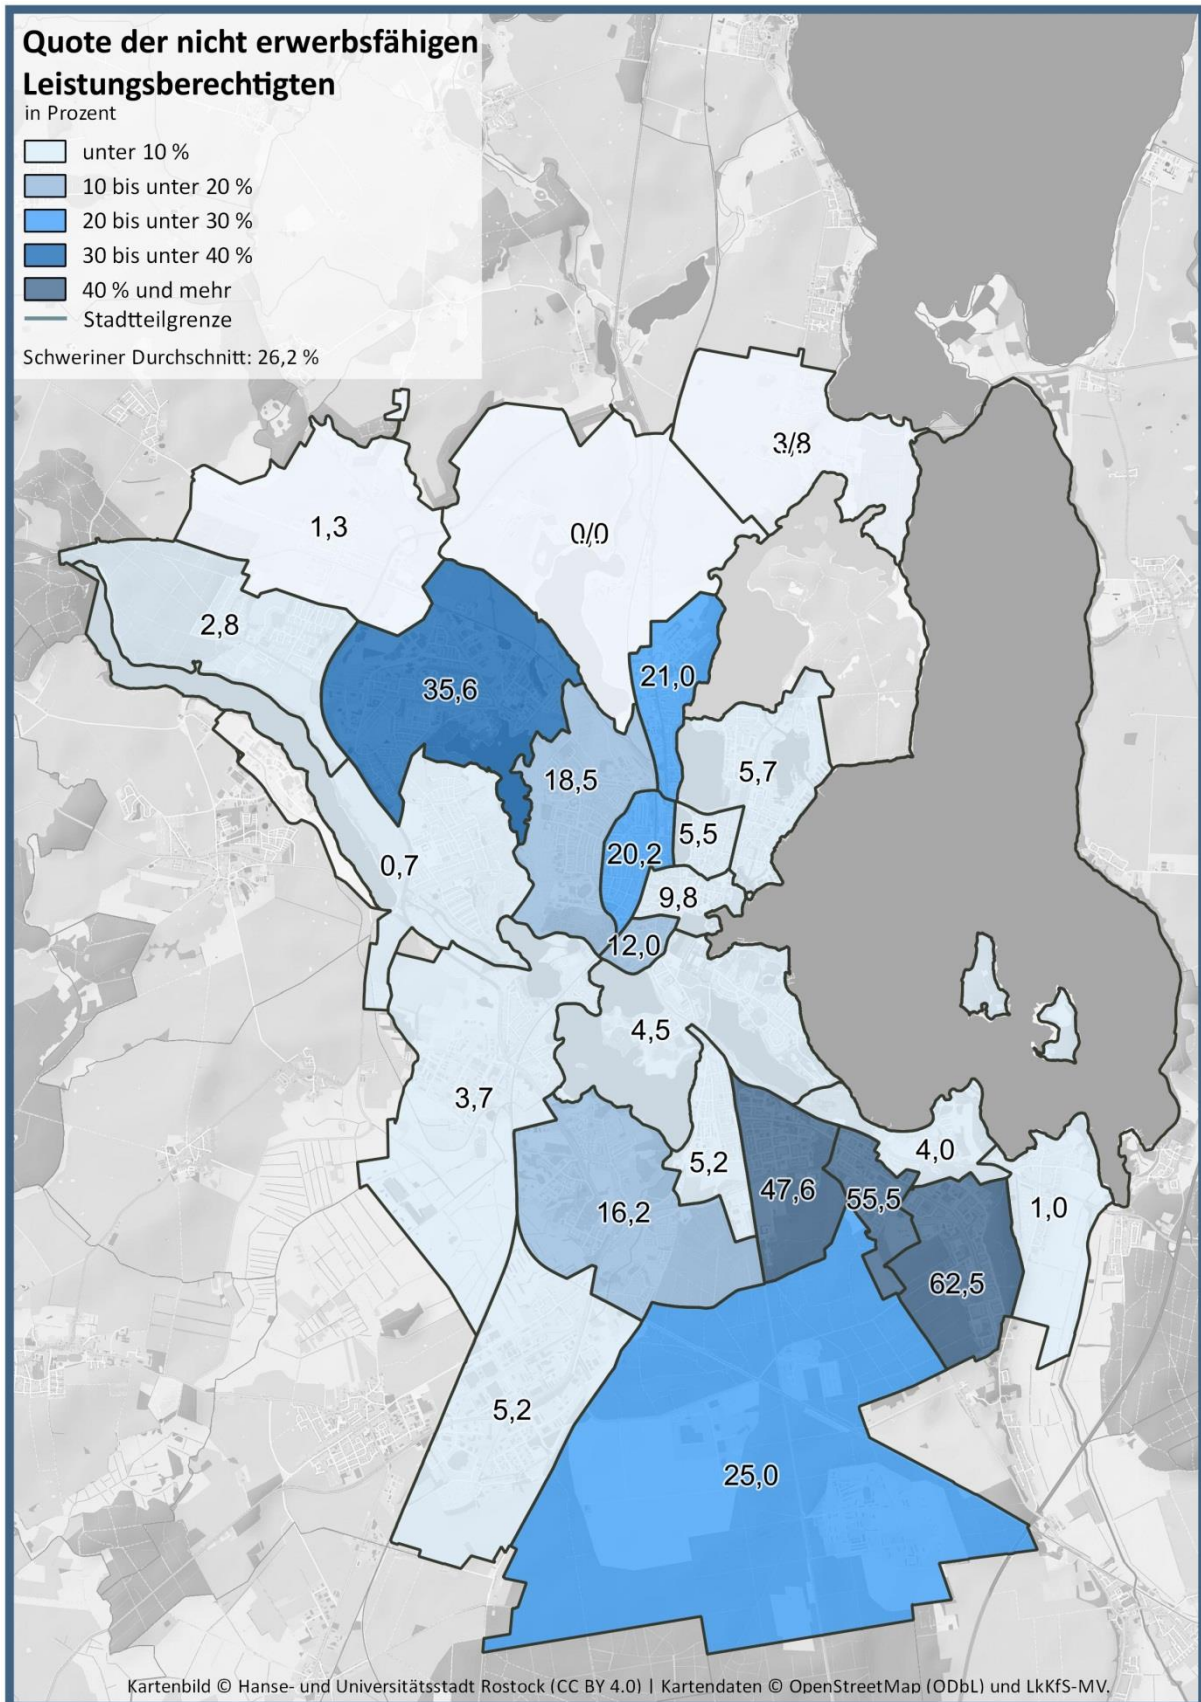 Quote der nicht erwerbsfähigen
Leistungsberechtigten
in Prozent
unter 10 %
10 bis unter 20 %
20 bis unter 30 %
30 bis unter 40 %
40 % und mehr
Stadtteilgrenze
Schweriner Durchschnitt: 26,2 %
3/8
1,3
0/0
2,8
21,0
35,6
5,7
18,5
5,5
20,2
0,7
9,8
12,0
4,5
3,7
4,0
5,2
47,6
55,5
1,0
16,2
62,5
5,2
25,0
Kartenbild © Hanse- und Universitätsstadt Rostock (CC BY 4.0) | Kartendaten © OpenStreetMap (ODbL) und LkKfS-MV.